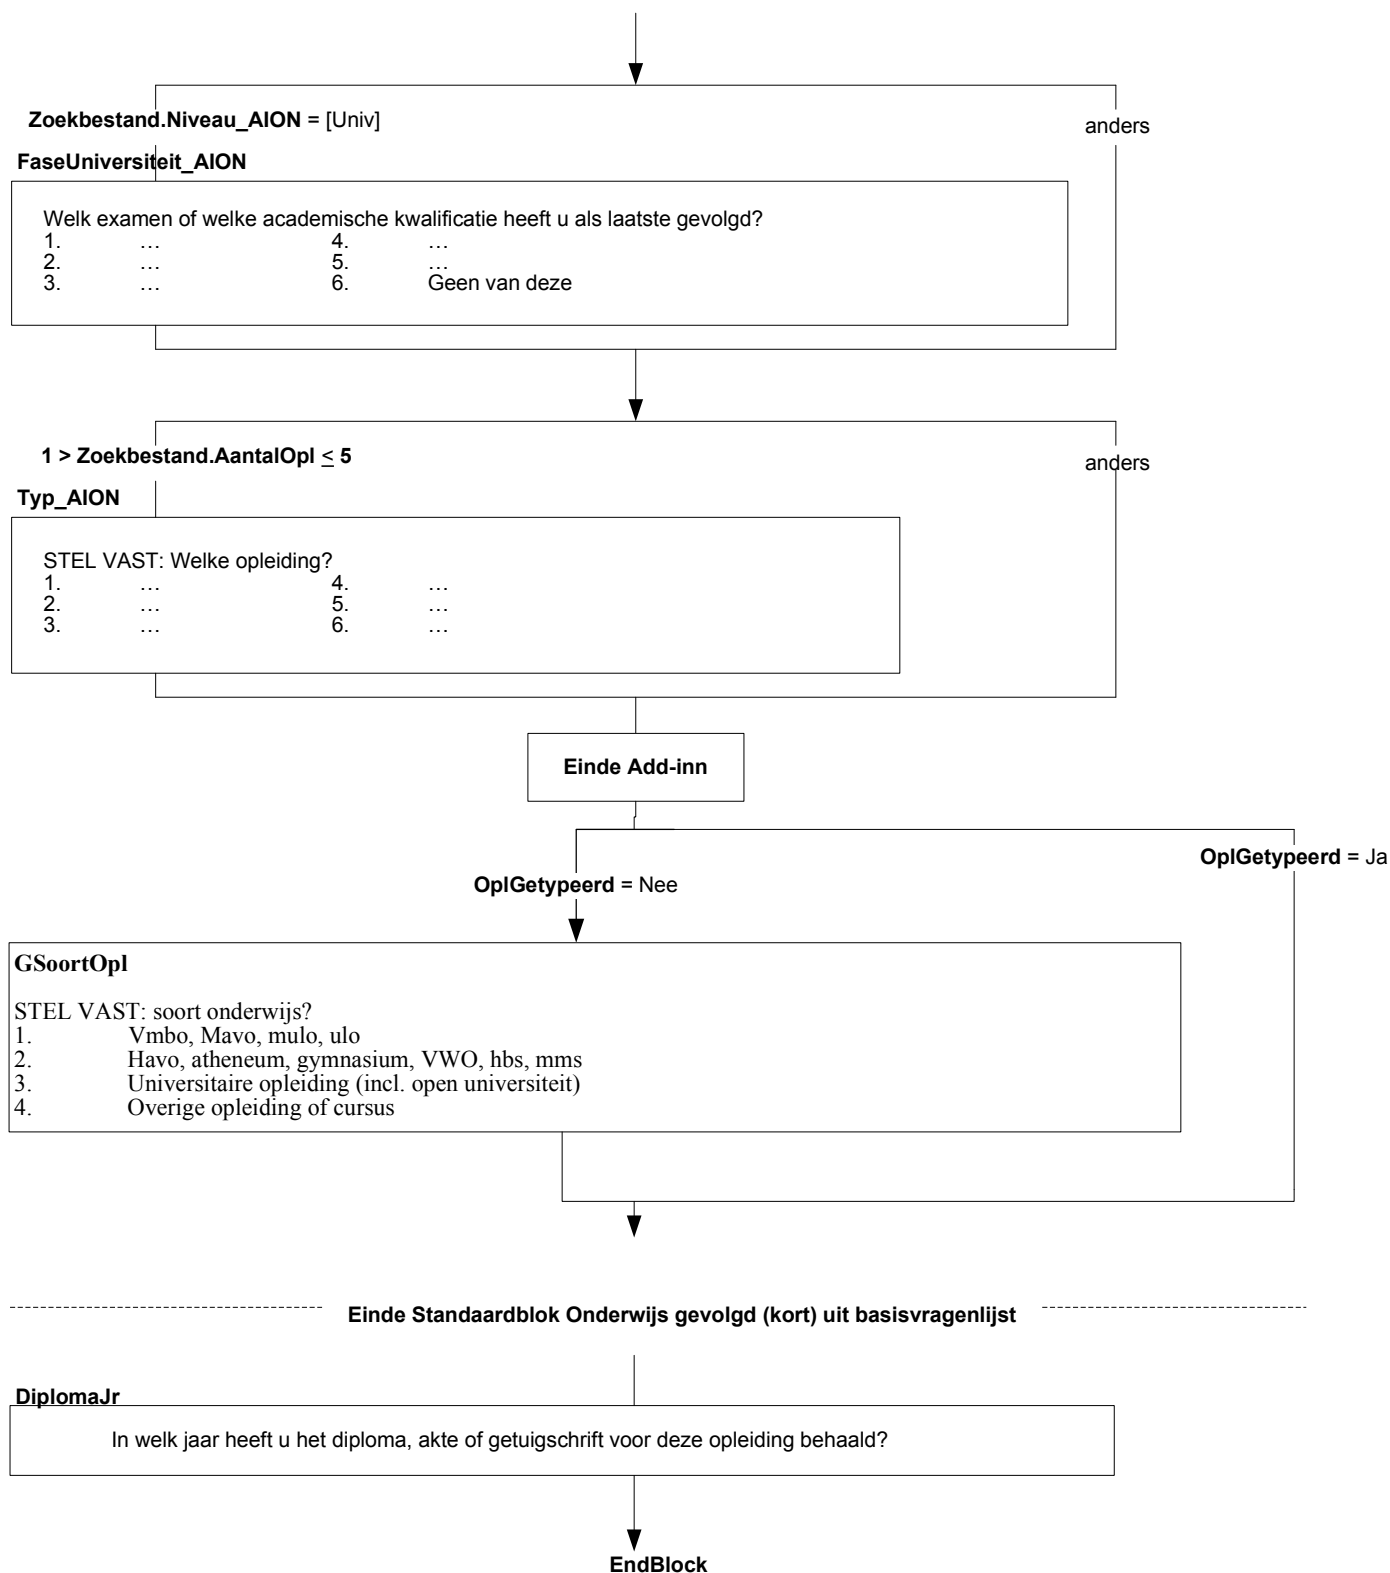 Zoekbestand.Niveau_AION = [Univ]
anders
FaseUniversiteit_AION
Welk examen of welke academische kwalificatie heeft u als laatste gevolgd?
1. … 4. …
2. … 5. …
3. … 6. Geen van deze
1 > Zoekbestand.AantalOpl ≤ 5
anders
Typ_AION
STEL VAST: Welke opleiding?
1. … 4. …
2. … 5. …
3. … 6. …
Einde Add-inn
OplGetypeerd = Ja
OplGetypeerd = Nee
GSoortOpl
STEL VAST: soort onderwijs?
1. Vmbo, Mavo, mulo, ulo
2. Havo, atheneum, gymnasium, VWO, hbs, mms
3. Universitaire opleiding (incl. open universiteit)
4. Overige opleiding of cursus
Einde Standaardblok Onderwijs gevolgd (kort) uit basisvragenlijst
DiplomaJr
In welk jaar heeft u het diploma, akte of getuigschrift voor deze opleiding behaald?
EndBlock